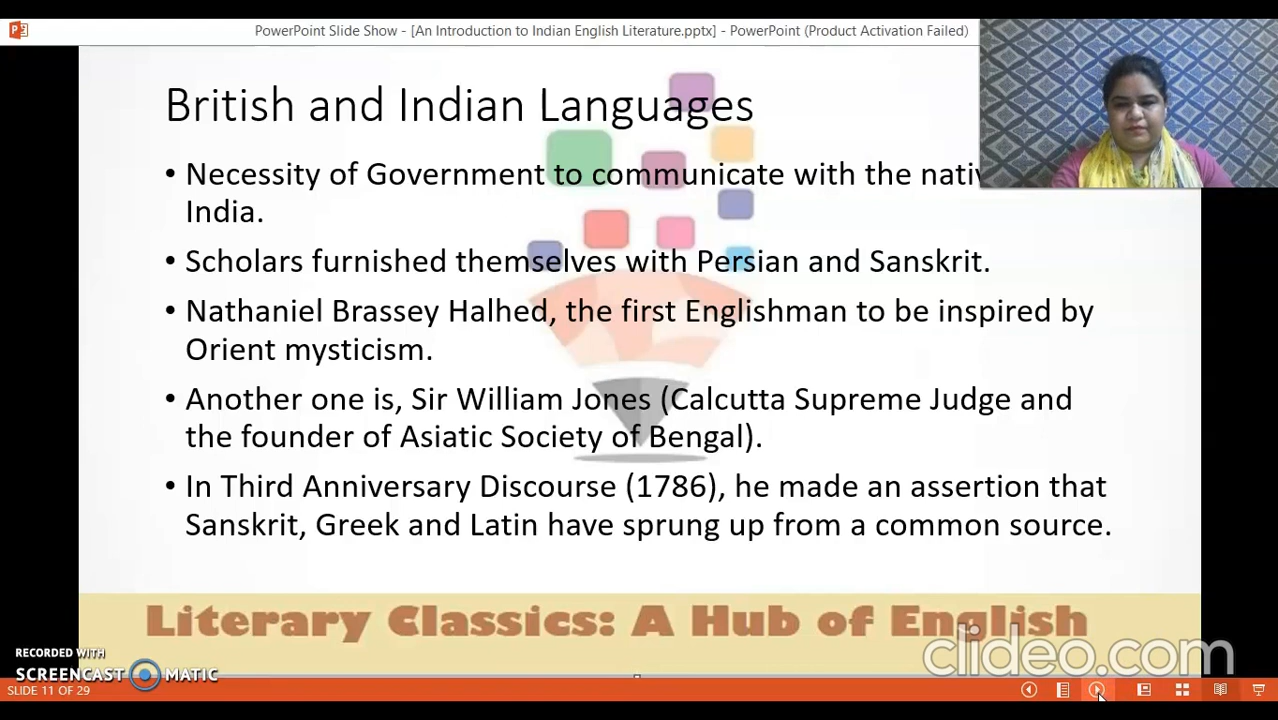 PowerPoint Slide Show - [An Introduction to Indian English Literature.pptx] - PowerPoint (Product Activation Failed)
British and Indian Languages
• Necessity of Government to communicate with the nativ
India.
• Scholars furnished themselves with Persian and Sanskrit.
• Nathaniel Brassey Halhed, the first Englishman to be inspired by
Orient mysticism.
• Another one is, Sir William Jones (Calcutta Supreme Judge and
the founder of Asiatic Society of Bengal).
• In Third Anniversary Discourse (1786), he made an assertion that
Sanskrit, Greek and Latin have sprung up from a common source.
Literary Classics: A Hub of English
clideo.com
RECORDED WITH
SCREENCAST MATIC
SLIDE 11 OF 29